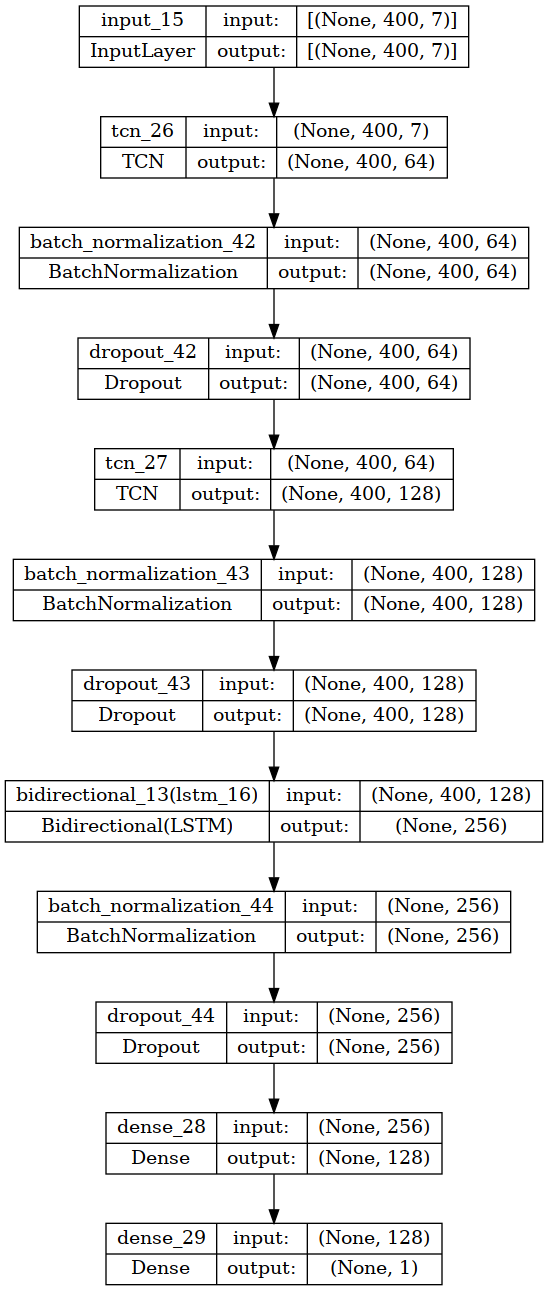 input_15 input: [(None, 400, 7)]
InputLayer output: [(None, 400, 7)]
tcn_26 input: (None, 400, 7)
TCN output: (None, 400, 64)
batch_normalization_42 input: (None, 400, 64)
BatchNormalization output: (None, 400, 64)
dropout_42 input: (None, 400, 64)
Dropout output: (None, 400, 64)
tcn_27 input: (None, 400, 64)
TCN output: (None, 400, 128)
batch_normalization_43 input: (None, 400, 128)
BatchNormalization output: (None, 400, 128)
dropout_43 input: (None, 400, 128)
Dropout output: (None, 400, 128)
bidirectional_13(lstm_16) input: (None, 400, 128)
Bidirectional(LSTM) output: (None, 256)
batch_normalization_44 input: (None, 256)
BatchNormalization output: (None, 256)
dropout_44 input: (None, 256)
Dropout output: (None, 256)
dense_28 input: (None, 256)
Dense output: (None, 128)
dense_29 input: (None, 128)
Dense output: (None, 1)